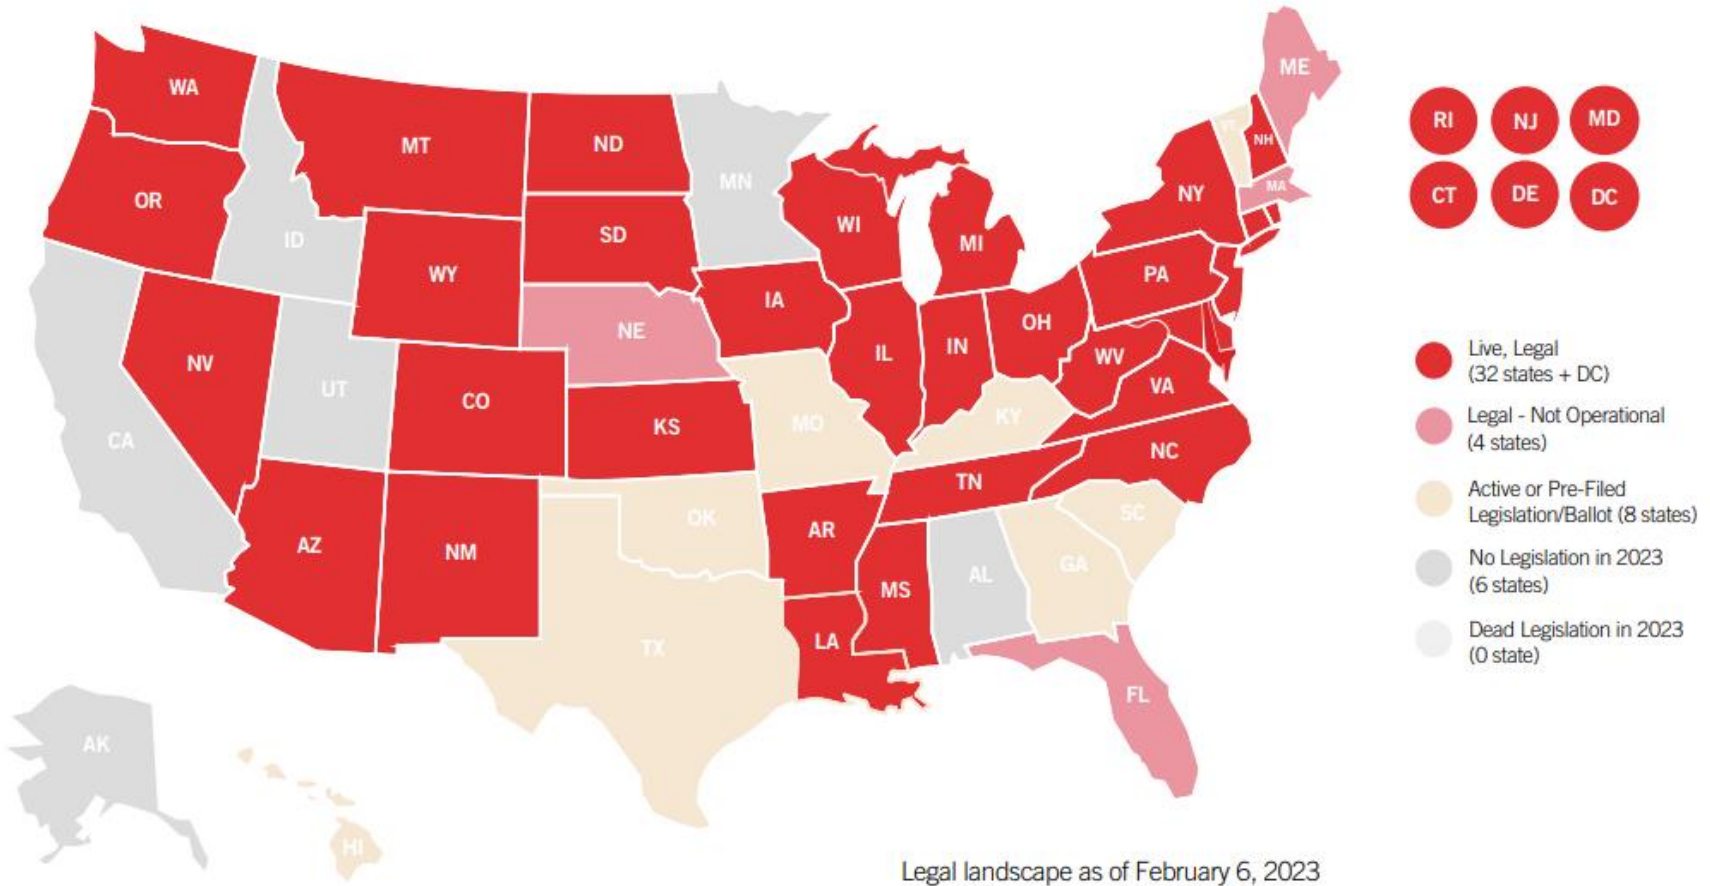 WA
MT
ND
MN
OR
ID
SD
WY
WI
MI
NY
VT
NH
ME
MA
RI
NJ
MD
CT
DE
DC
NV
UT
CA
CO
NE
IA
IL
IN
OH
PA
WV
VA
KS
MO
KY
NC
TN
AZ
NM
OK
AR
SC
GA
AL
MS
TX
LA
FL
AK
HI
Live, Legal
(32 states + DC)
Legal - Not Operational
(4 states)
Active or Pre-Filed
Legislation/Ballot (8 states)
No Legislation in 2023
(6 states)
Dead Legislation in 2023
(0 state)
Legal landscape as of February 6, 2023